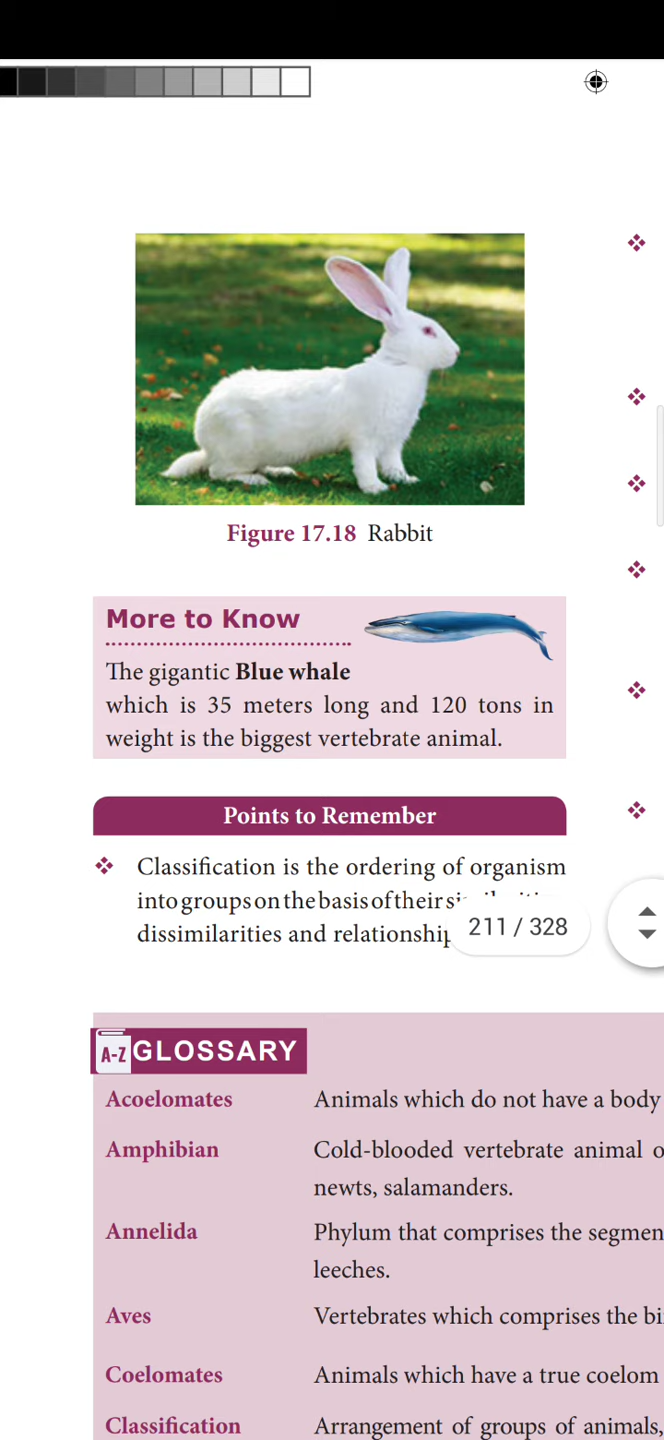 Figure 17.18 Rabbit
More to Know
The gigantic Blue whale
which is 35 meters long and 120 tons in
weight is the biggest vertebrate animal.
Points to Remember
❖ Classification is the ordering of organism
into groups on the basis of their
dissimilarities and
211 / 328
A-Z GLOSSARY
Acoelomates Animals which do not have a body
Amphibian Cold-blooded vertebrate animal
newts, salamanders.
Annelida Phylum that comprises the
leeches.
Aves Vertebrates which comprises the
Coelomates Animals which have a true coelom
Classification Arrangement of groups of animals,